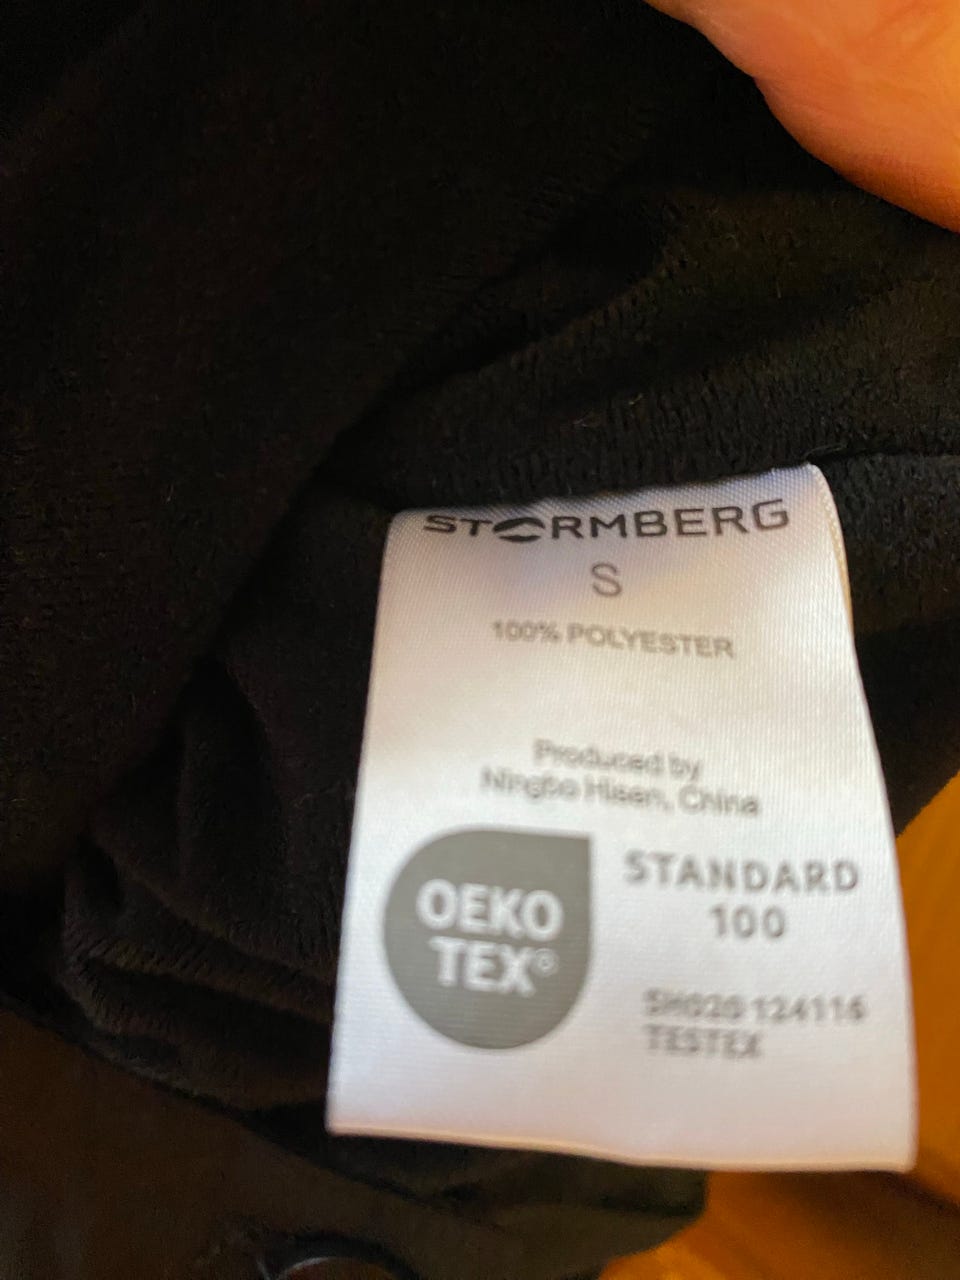 STORMBERG
S
100% POLYESTER
Produced by
Ningbo Hisen, China
OEKO
TEX®
STANDARD
100
SH020 124116
TESTEX